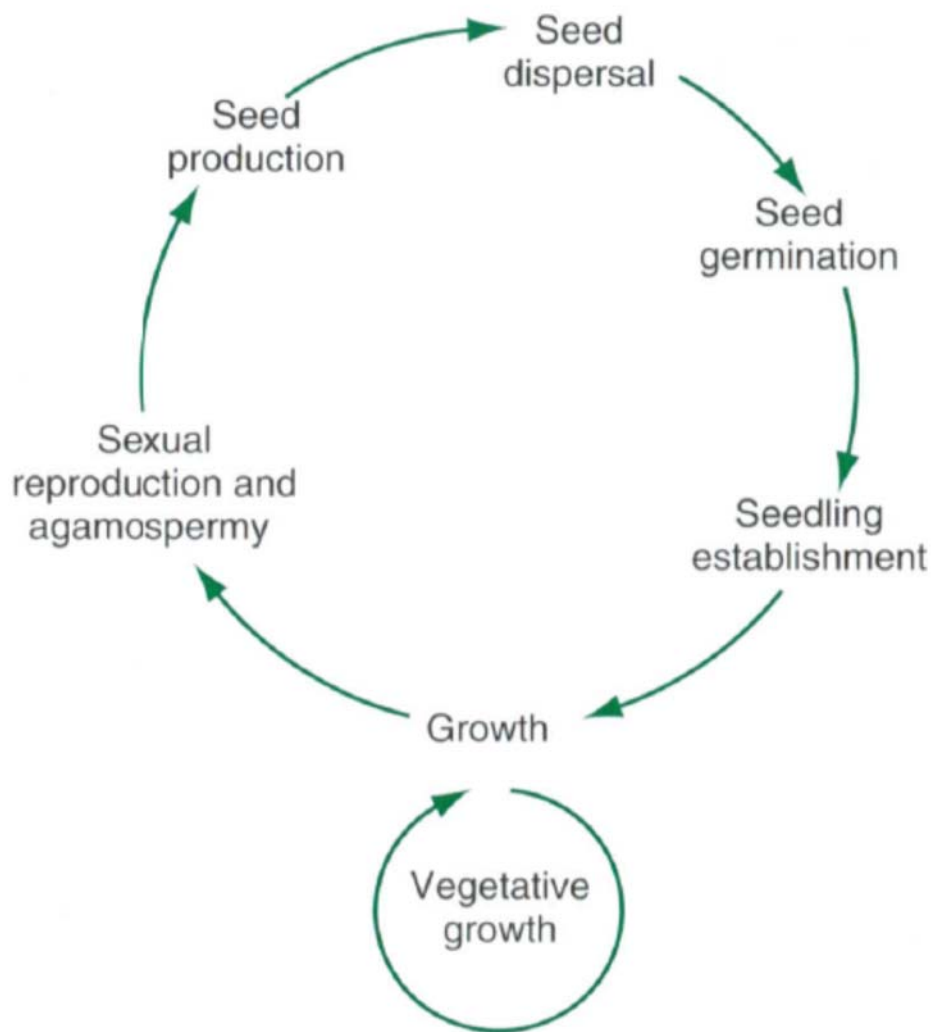 Seed
dispersal
Seed
germination
Seedling
establishment
Growth
Vegetative
growth
Sexual
reproduction and
agamospermy
Seed
production